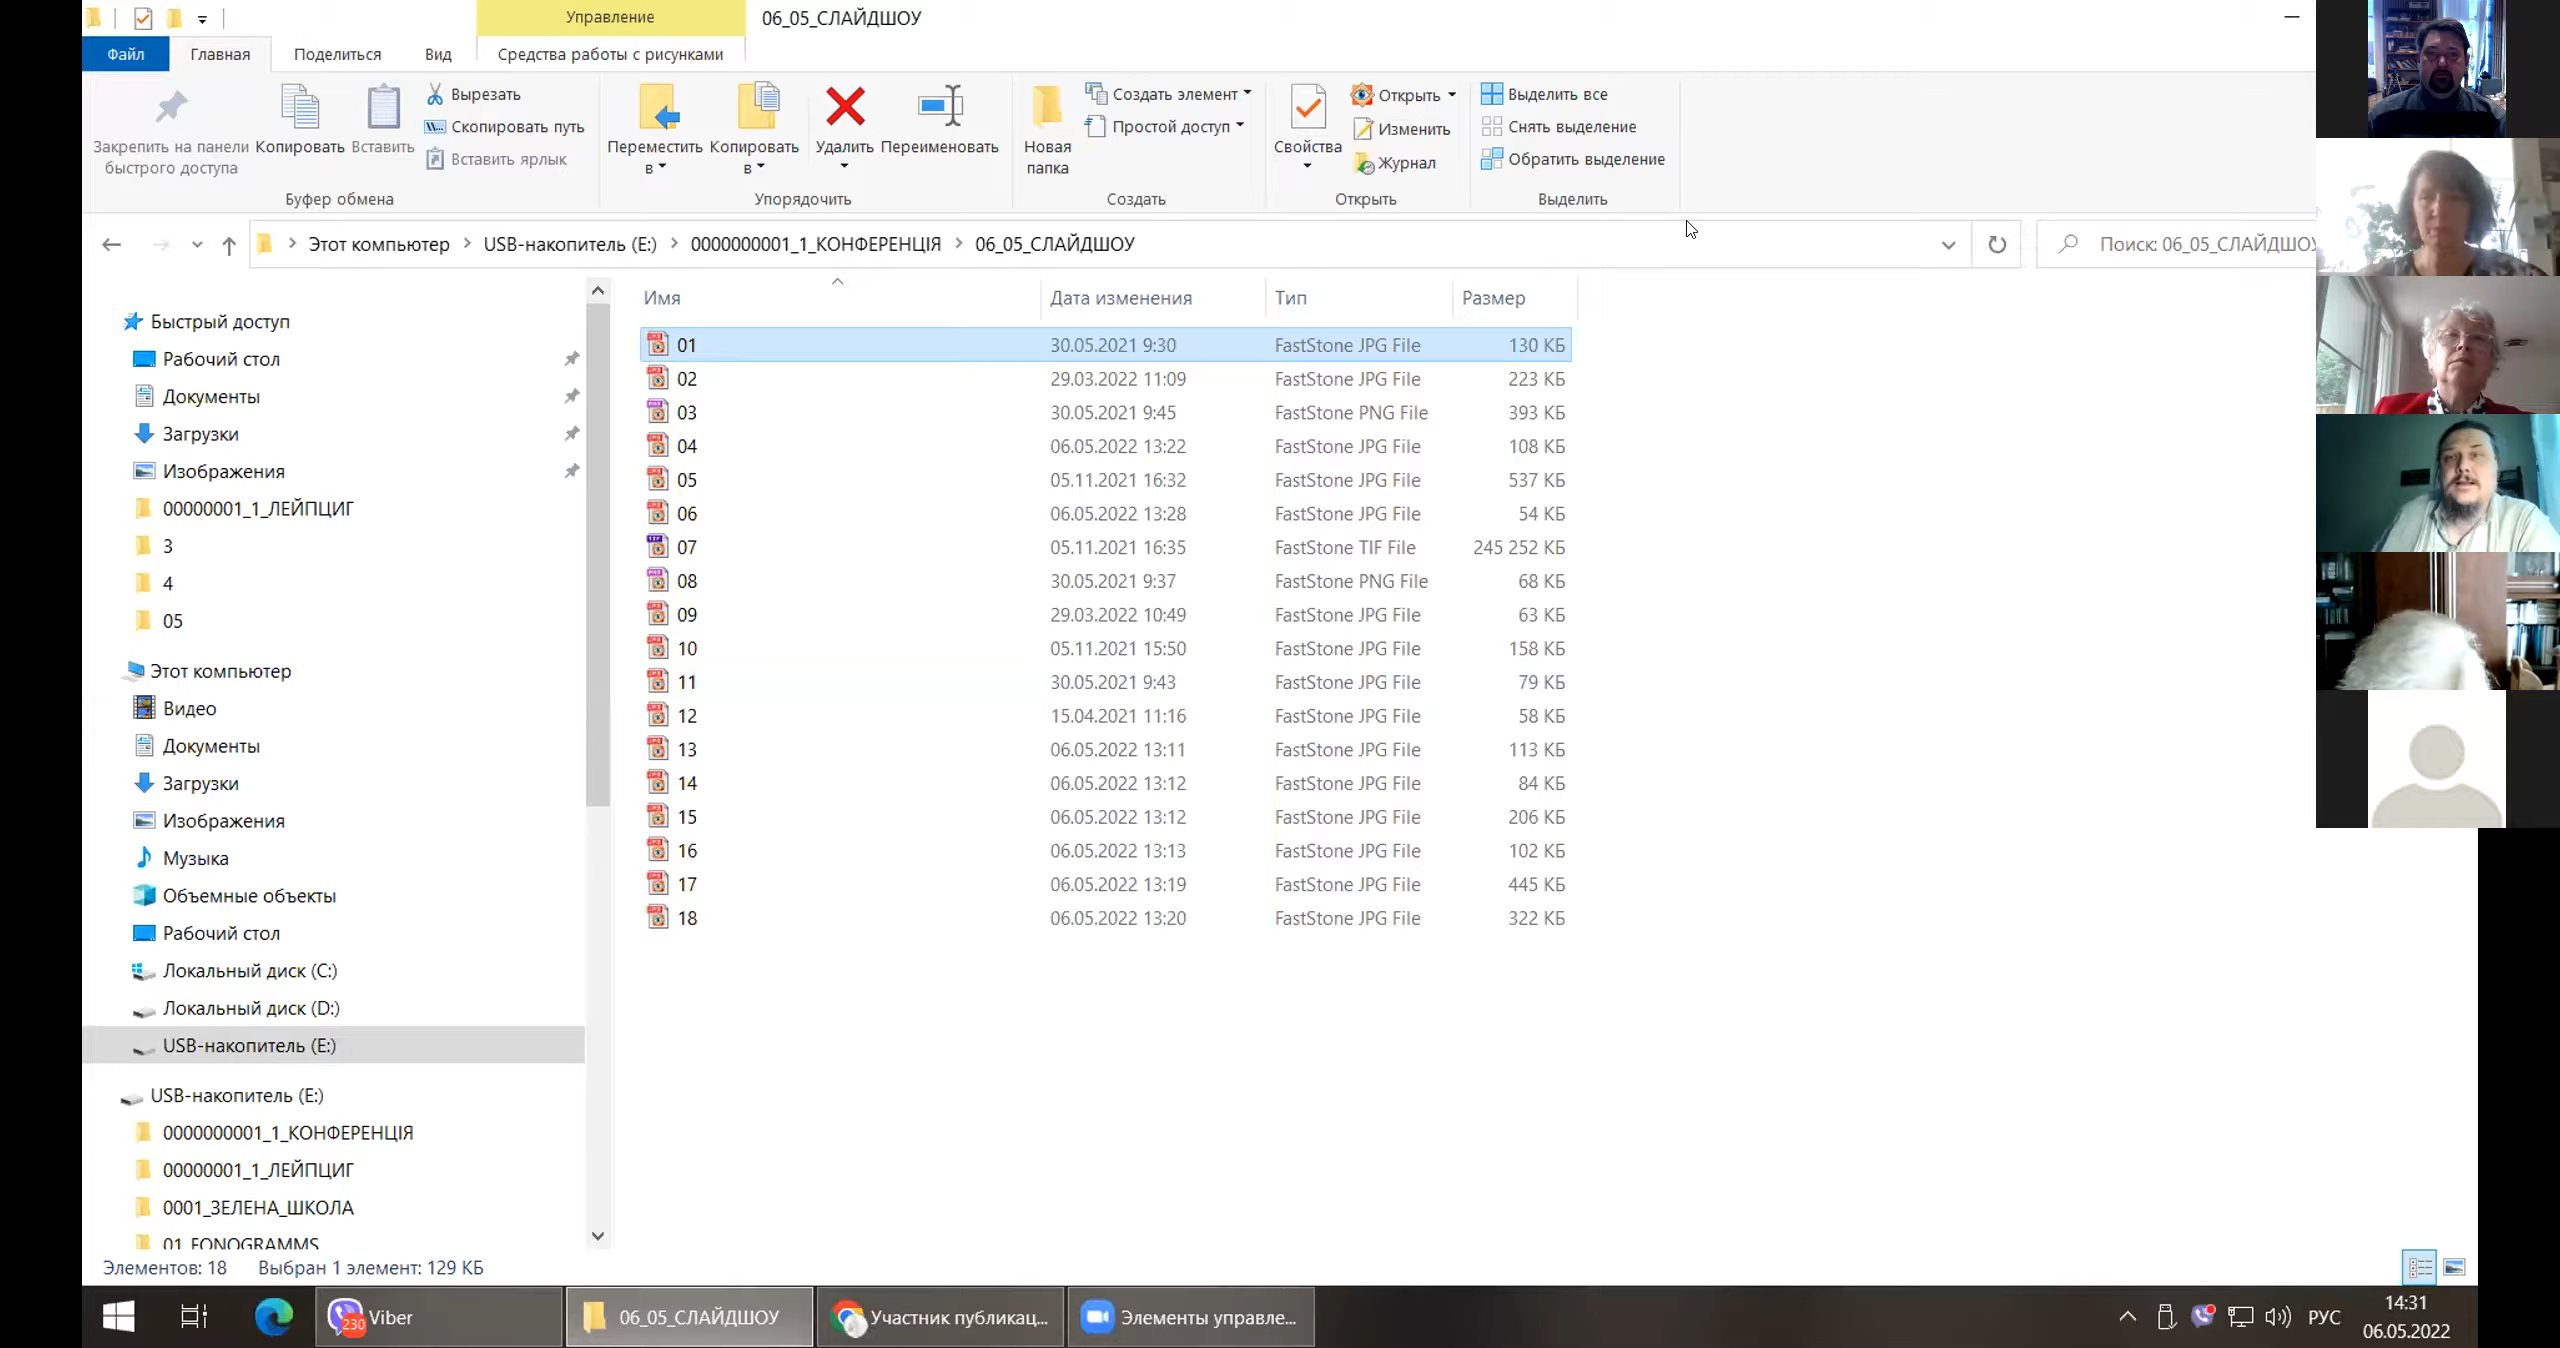 Управление
06_05_СЛАЙДШОУ
Файл
Главная
Поделиться
Вид
Средства работы с рисунками
Закрепить на панели
быстрого доступа
Копировать
Вставить
Вырезать
Скопировать путь
Вставить ярлык
Буфер обмена
Переместить
в
Копировать
в
Удалить
Переименовать
Упорядочить
Новая
папка
Создать элемент
Простой доступ
Создать
Свойства
Открыть
Изменить
Журнал
Открыть
Выделить все
Снять выделение
Обратить выделение
Выделить
Этот компьютер
USB-накопитель (E:)
0000000001_1_КОНФЕРЕНЦІЯ
06_05_СЛАЙДШОУ
Поиск: 06_05_СЛАЙДШОУ
Быстрый доступ
Рабочий стол
Документы
Загрузки
Изображения
00000001_1_ЛЕЙПЦИГ
3
4
05
Этот компьютер
Видео
Документы
Загрузки
Изображения
Музыка
Объемные объекты
Рабочий стол
Локальный диск (C:)
Локальный диск (D:)
USB-накопитель (E:)
USB-накопитель (E:)
0000000001_1_КОНФЕРЕНЦІЯ
00000001_1_ЛЕЙПЦИГ
0001_ЗЕЛЕНА_ШКОЛА
01_FONOGRAMMS
Имя Дата изменения Тип Размер
01 30.05.2021 9:30 FastStone JPG File 130 КБ
02 29.03.2022 11:09 FastStone JPG File 223 КБ
03 30.05.2021 9:45 FastStone PNG File 393 КБ
04 06.05.2022 13:22 FastStone JPG File 108 КБ
05 05.11.2021 16:32 FastStone JPG File 537 КБ
06 06.05.2022 13:28 FastStone JPG File 54 КБ
07 05.11.2021 16:35 FastStone TIF File 245 252 КБ
08 30.05.2021 9:37 FastStone PNG File 68 КБ
09 29.03.2022 10:49 FastStone JPG File 63 КБ
10 05.11.2021 15:50 FastStone JPG File 158 КБ
11 30.05.2021 9:43 FastStone JPG File 79 КБ
12 15.04.2021 11:16 FastStone JPG File 58 КБ
13 06.05.2022 13:11 FastStone JPG File 113 КБ
14 06.05.2022 13:12 FastStone JPG File 84 КБ
15 06.05.2022 13:12 FastStone JPG File 206 КБ
16 06.05.2022 13:13 FastStone JPG File 102 КБ
17 06.05.2022 13:19 FastStone JPG File 445 КБ
18 06.05.2022 13:20 FastStone JPG File 322 КБ
Элементов: 18 Выбран 1 элемент: 129 КБ
230
Viber
06_05_СЛАЙДШОУ
Участник публикац...
Элементы управле...
РУС
14:31
06.05.2022